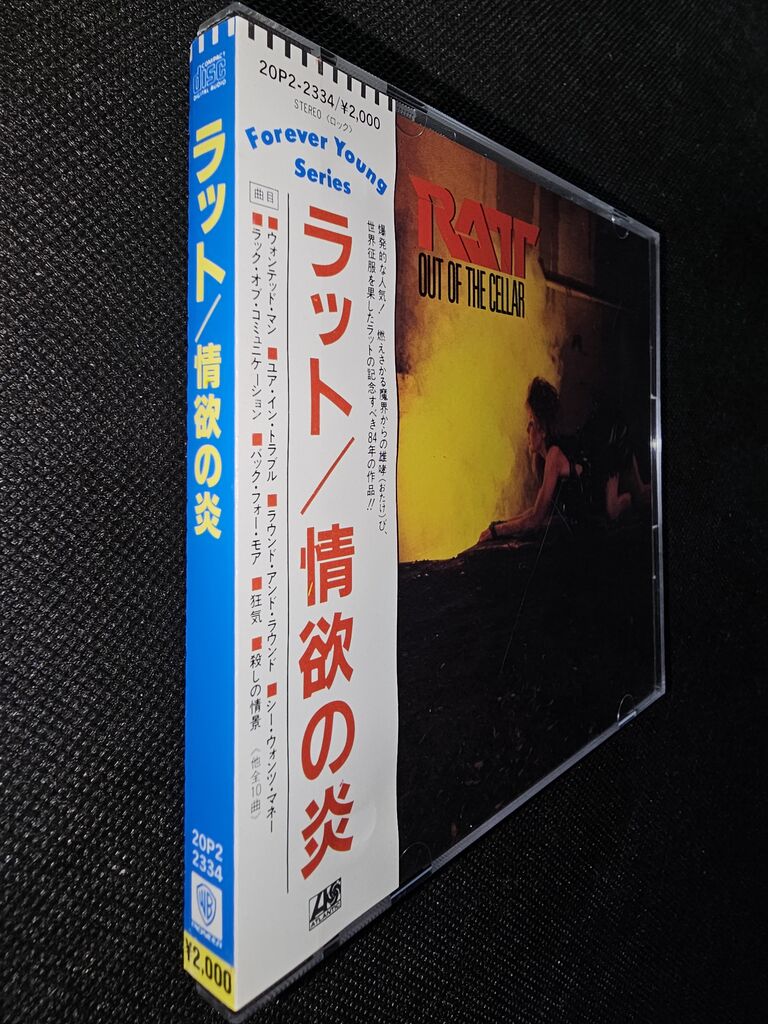 COMPACT
disc
DIGITAL AUDIO
ラット/情欲の炎
20P2
2334
WB
¥2,000
20P2-2334/¥2,000
STEREO〈ロック〉
Forever Young
Series
曲目
■ウォンテッド・マン ■ユア・イン・トラブル ■ラウンド・アンド・ラウンド ■シー・ウォンツ・マネー
■ラック・オブ・コミュニケーション ■バック・フォー・モア ■狂気 ■殺しの情景 〈他全10曲〉
ラット/情欲の炎
爆発的な人気! 燃えさかる魔界からの雄哮(おたけ)び、
世界征服を果したラットの記念すべき84年の作品!!
ATLANTIC
RATT
OUT OF THE CELLAR